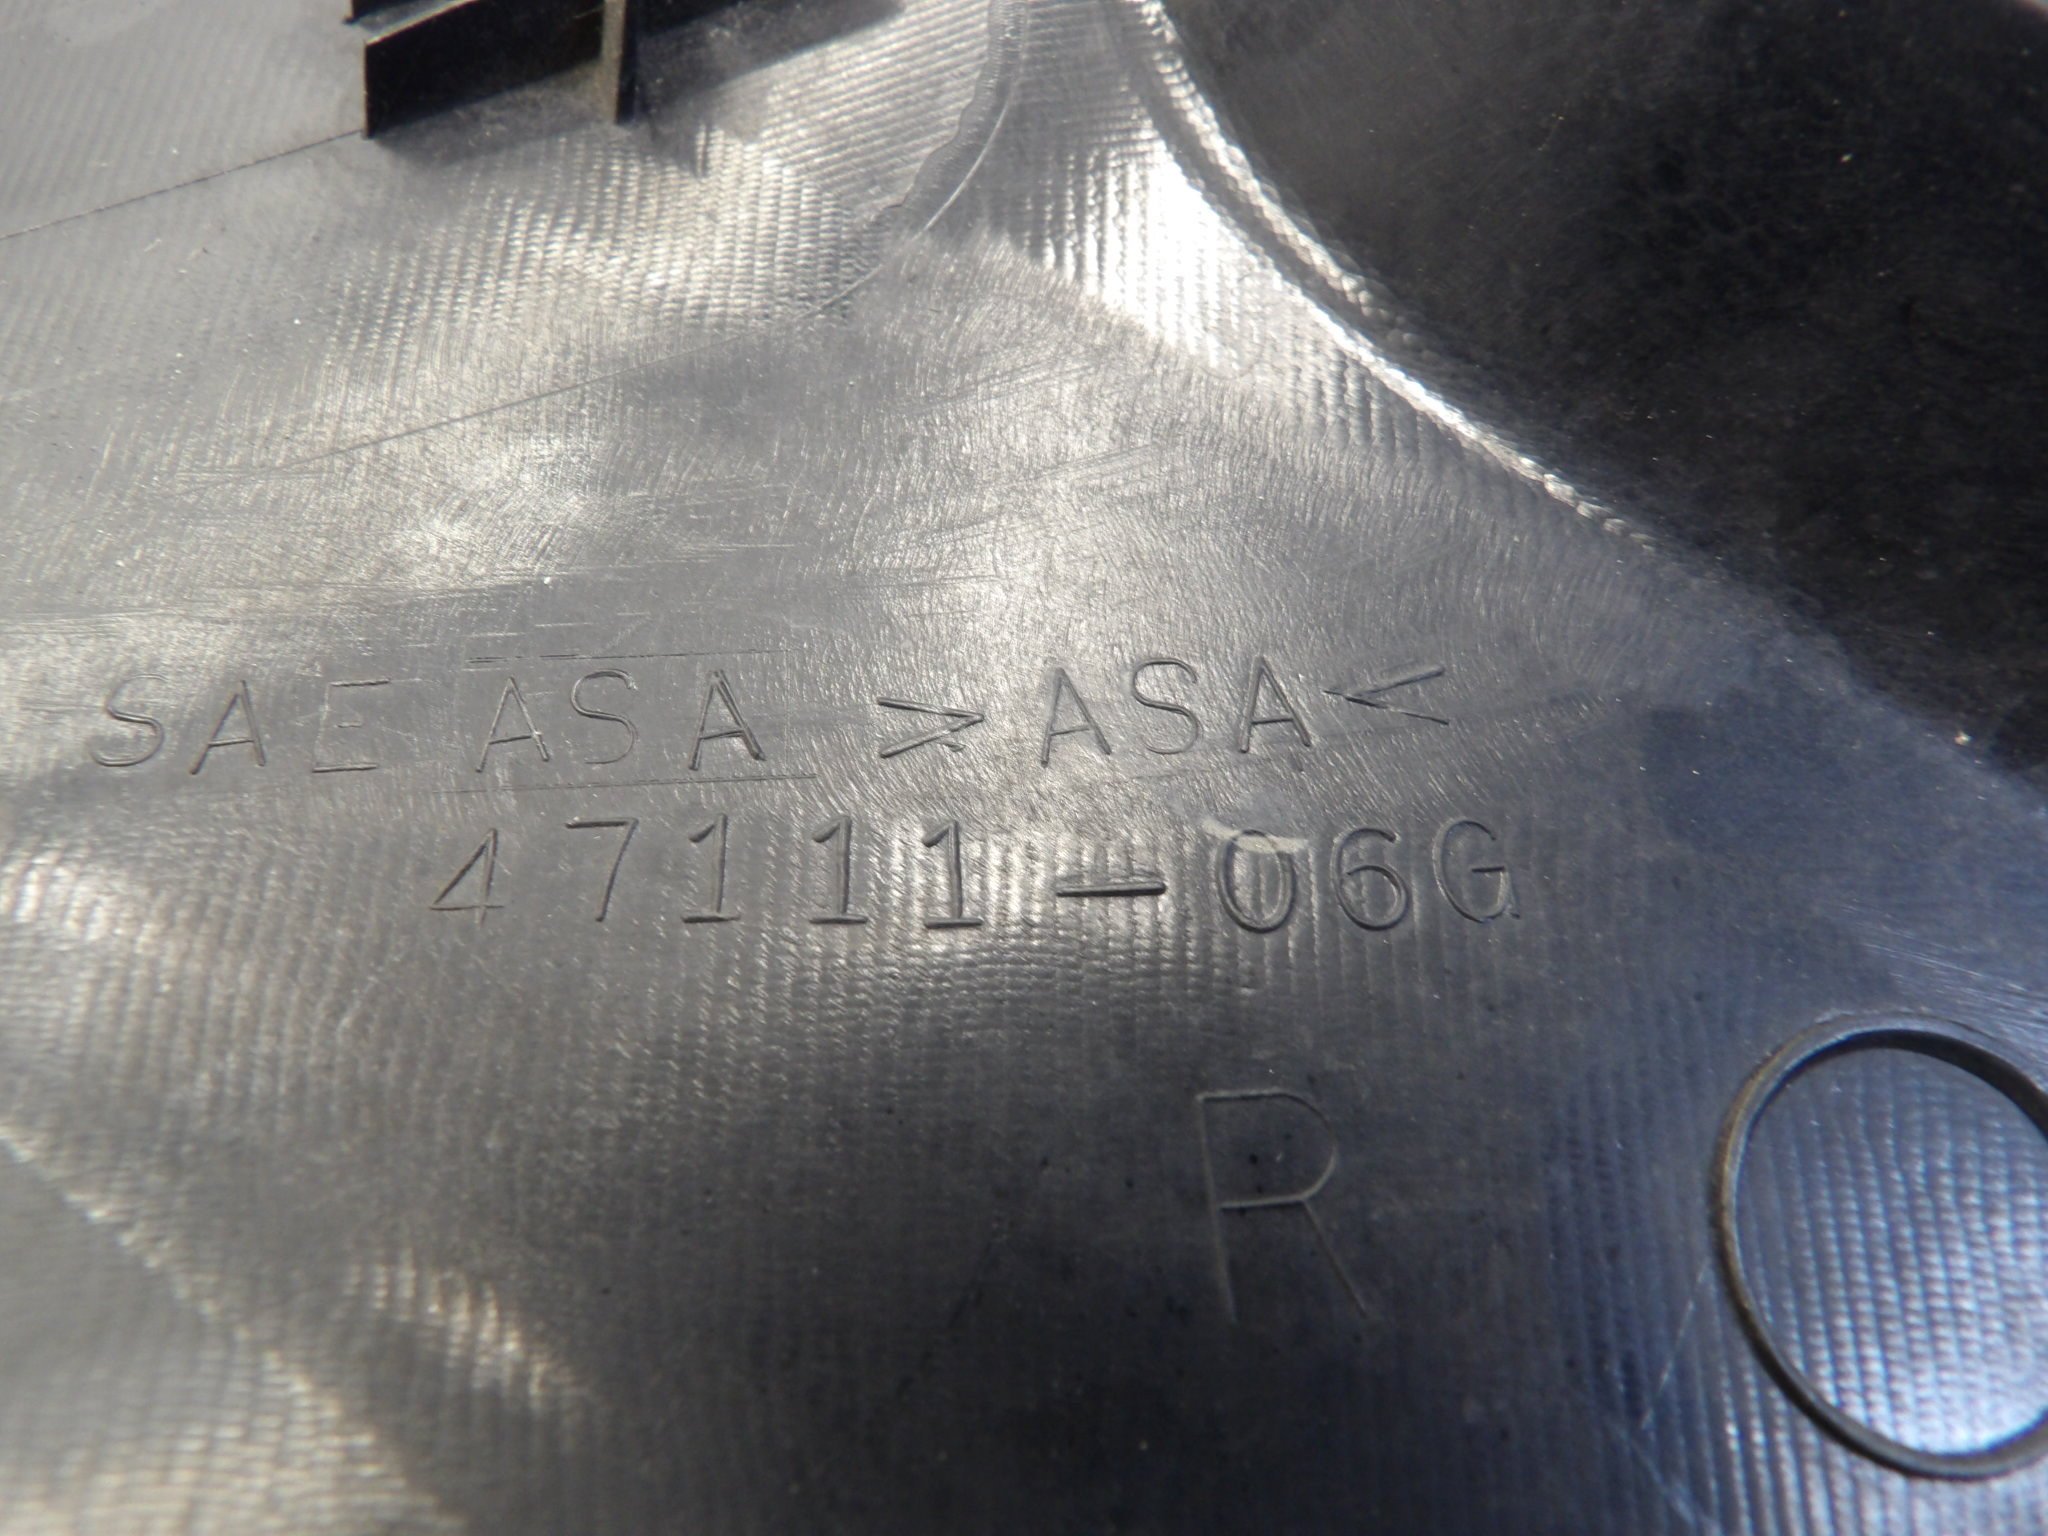 SAE ASA >ASA<
47111-06G
R